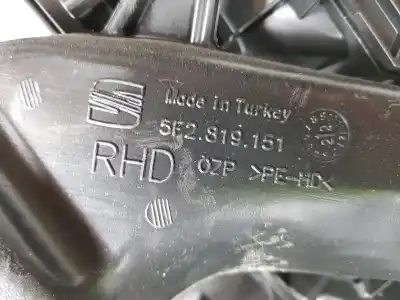 Made in Turkey
5F2.819.151
RHD
ÖZP >PE-HD<